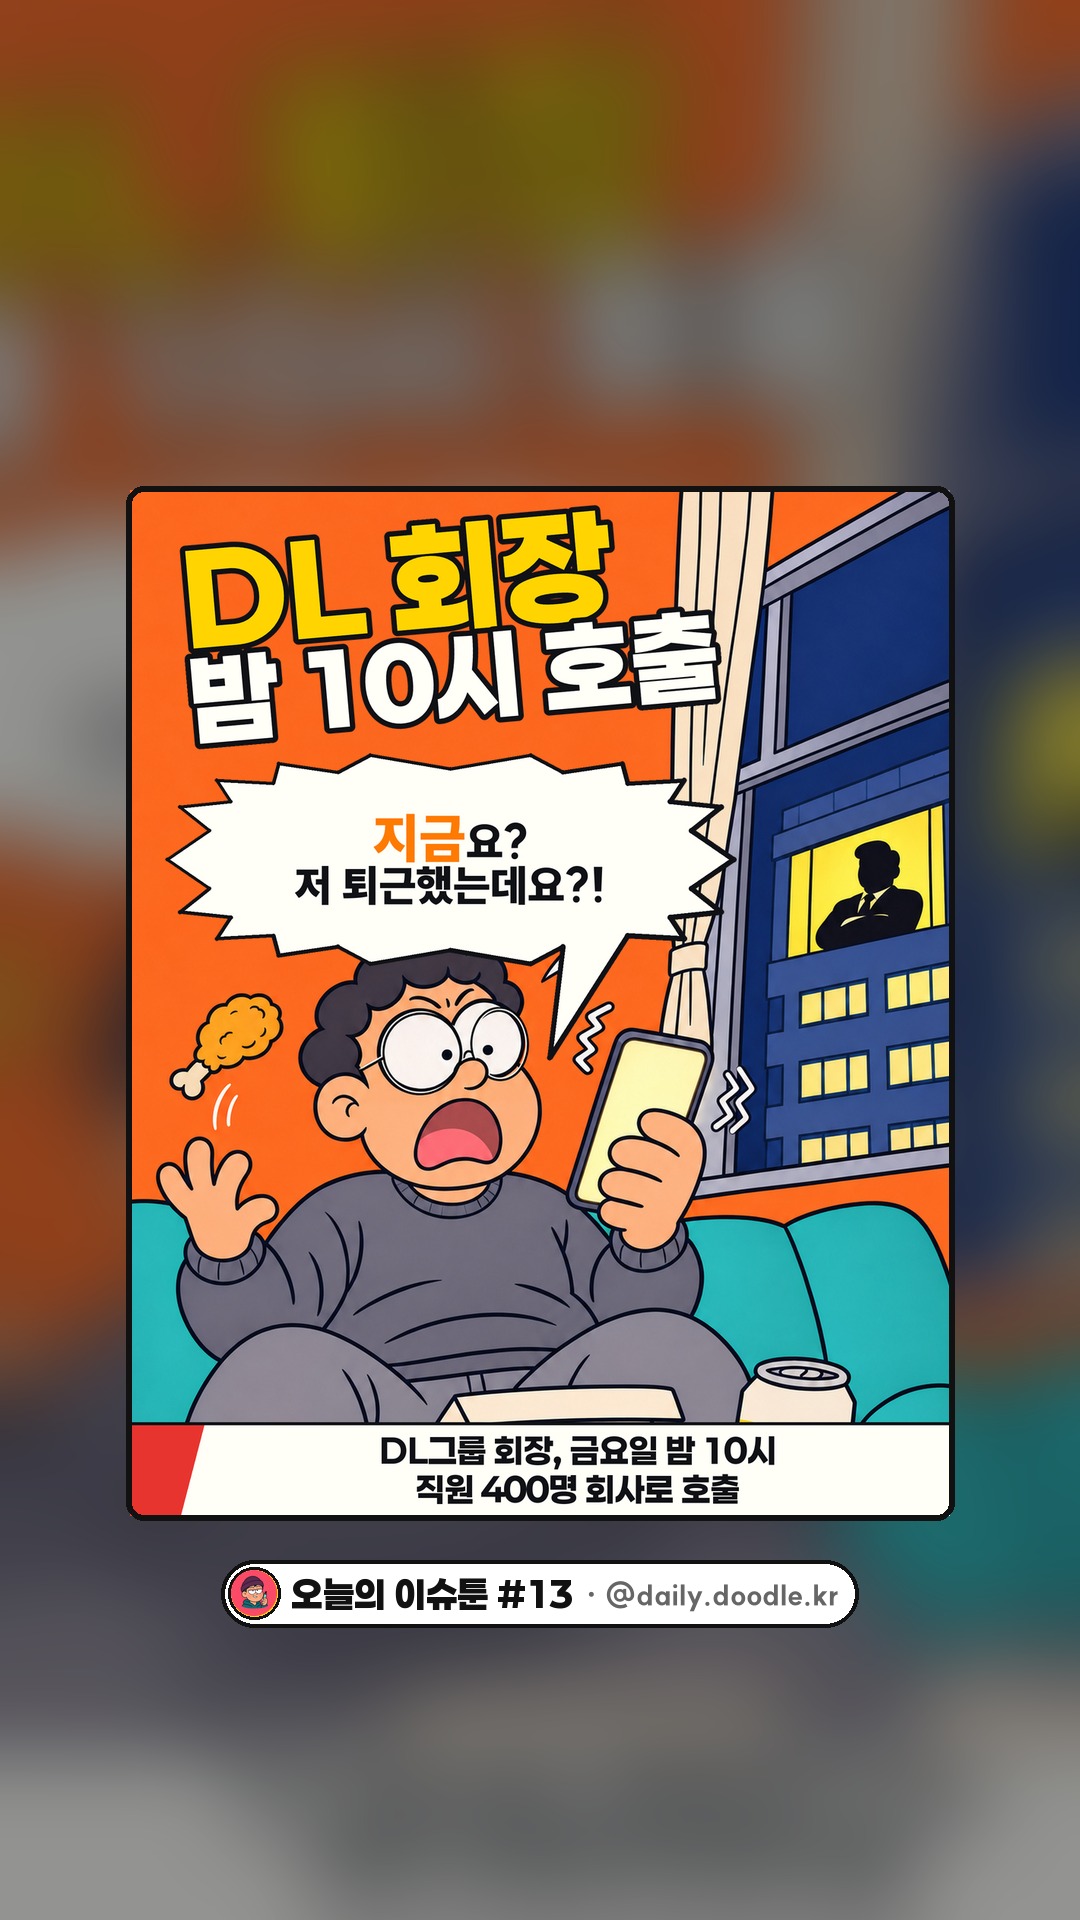 DL 회장
밤 10시 호출
지금요?
저 퇴근했는데요?!
DL그룹 회장, 금요일 밤 10시
직원 400명 회사로 호출
오늘의 이슈툰 #13 · @daily.doodle.kr